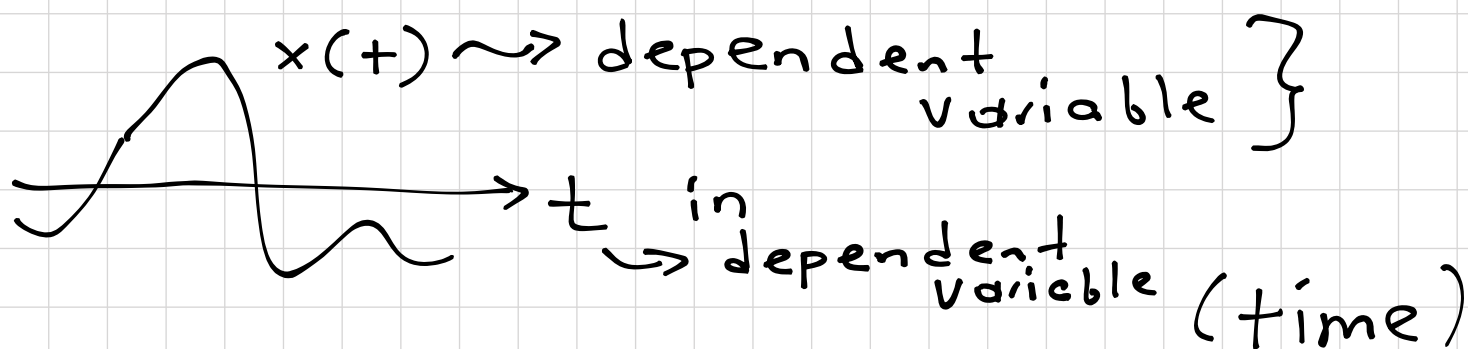 x(t) ⇝ dependent
variable }
t in
↪ dependent
variable (time)